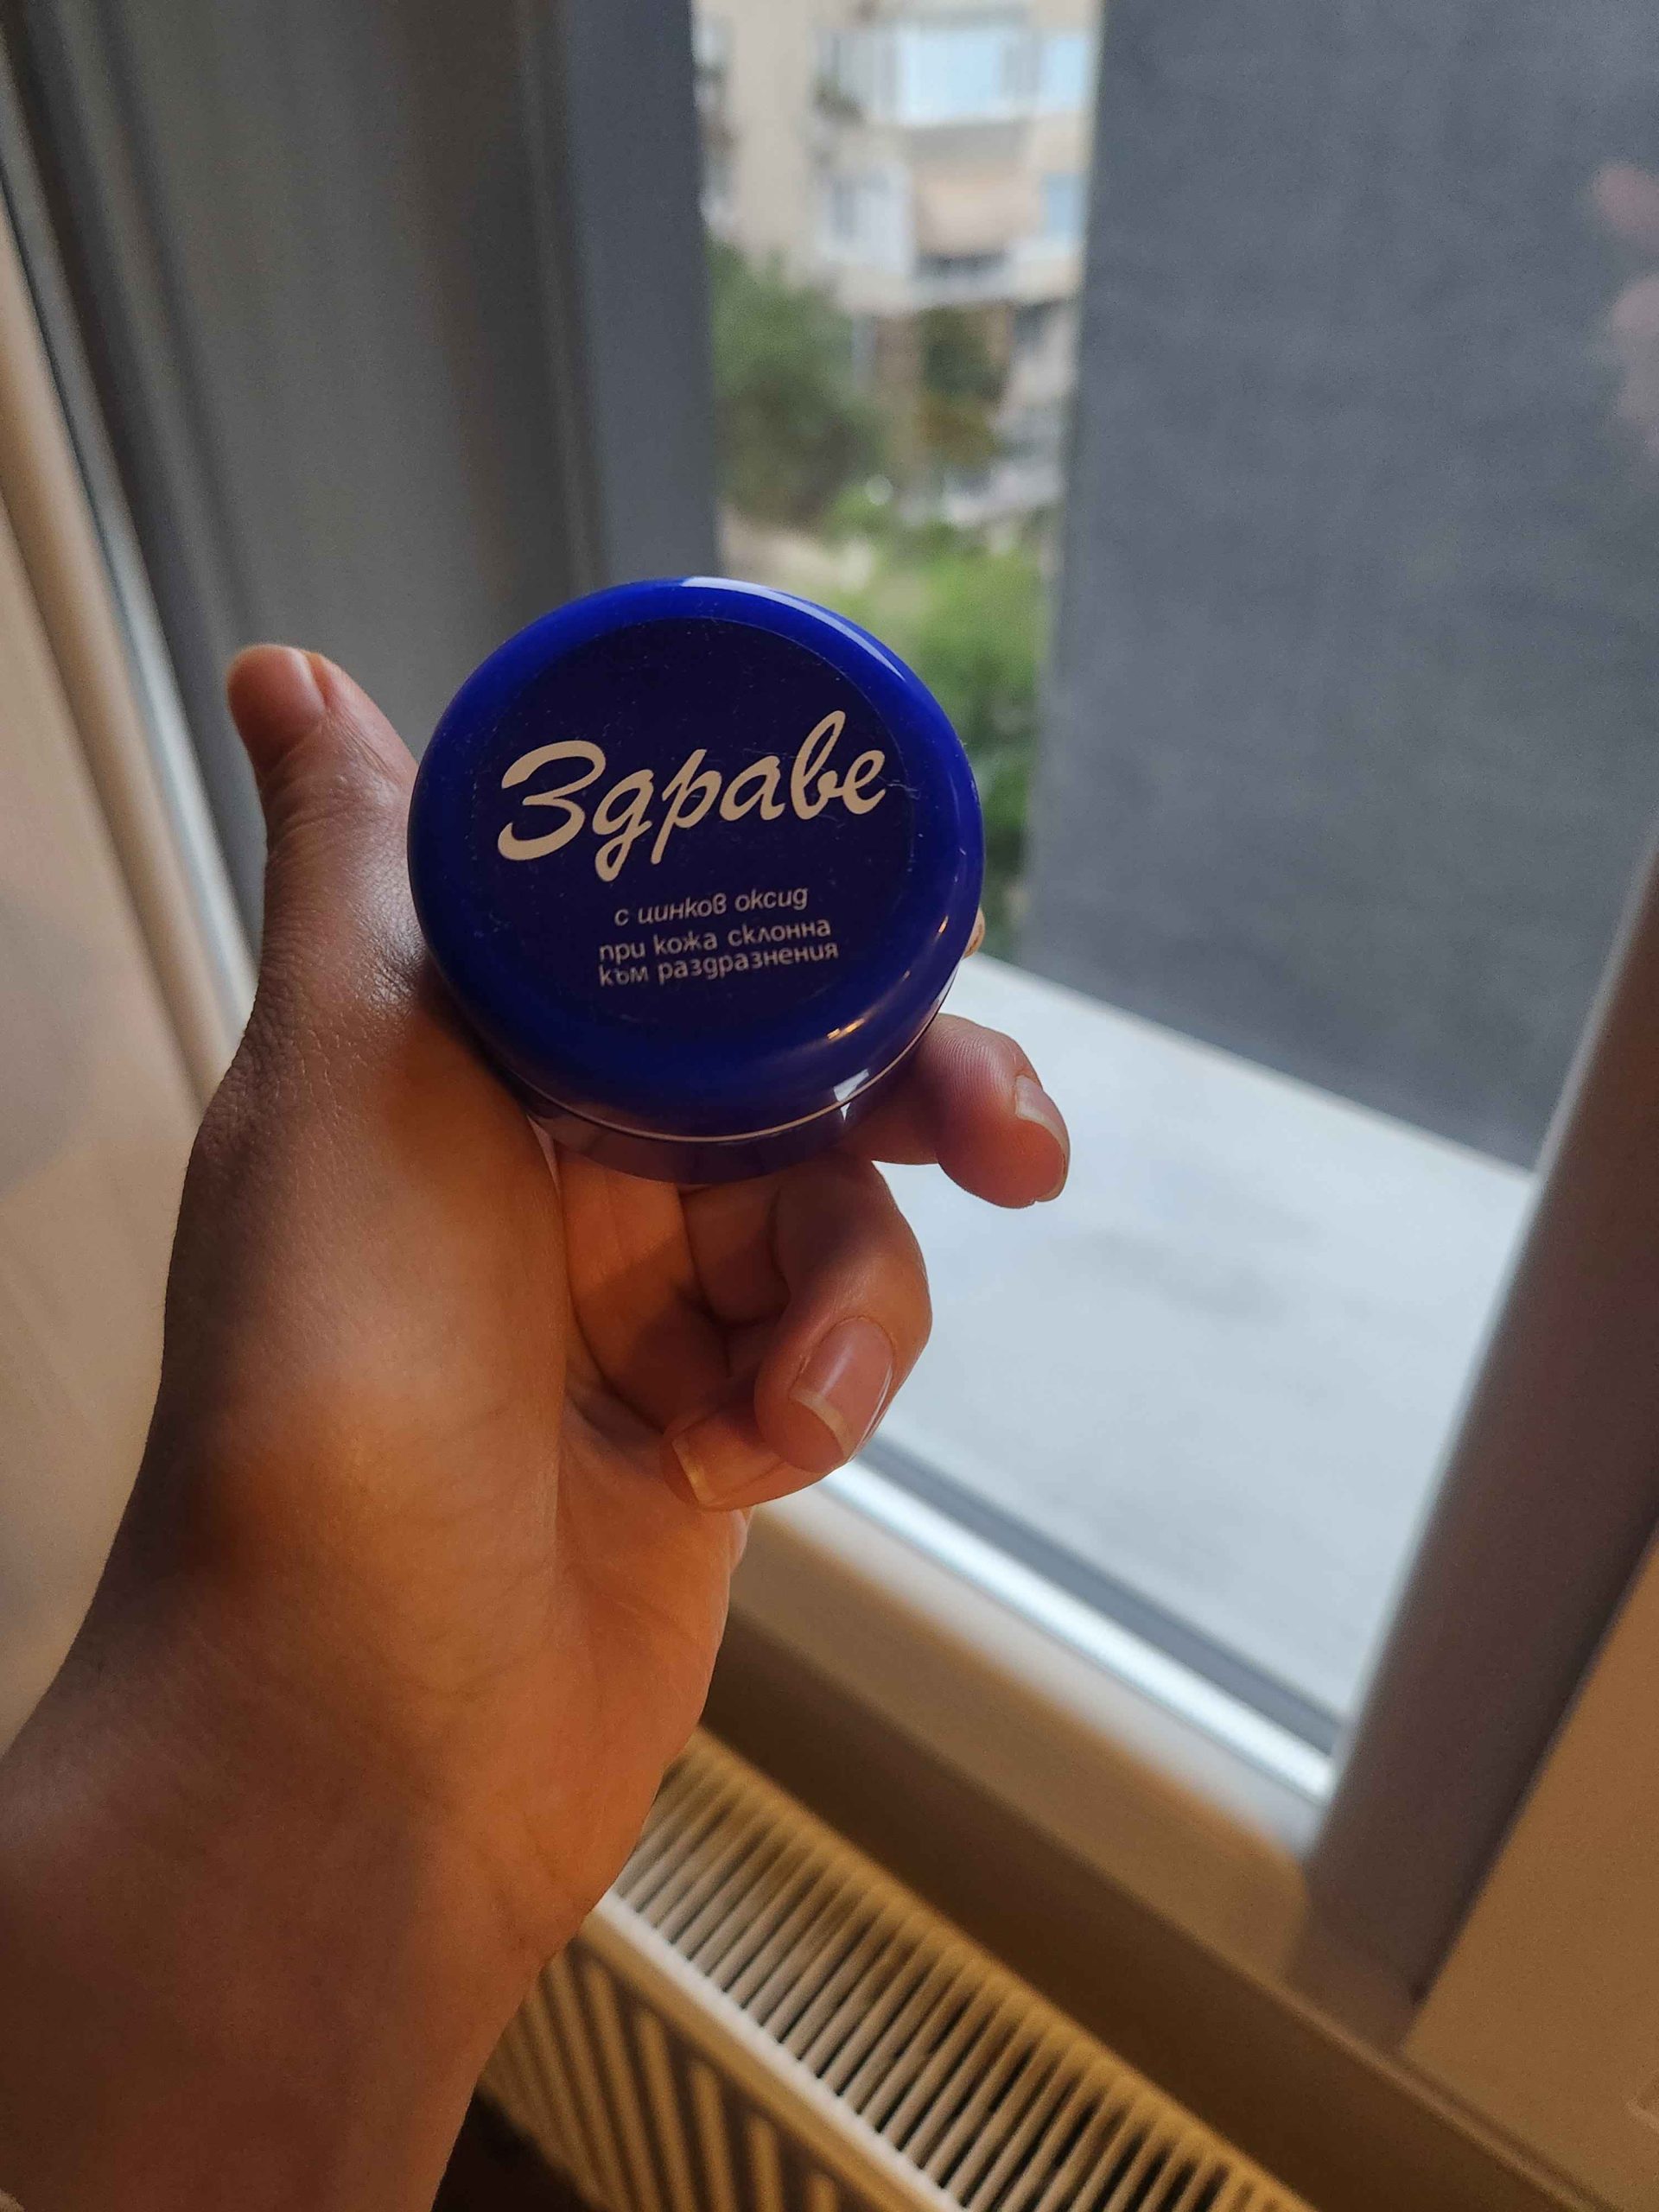 Здраве
с цинков оксид
при кожа склонна
към раздразнения